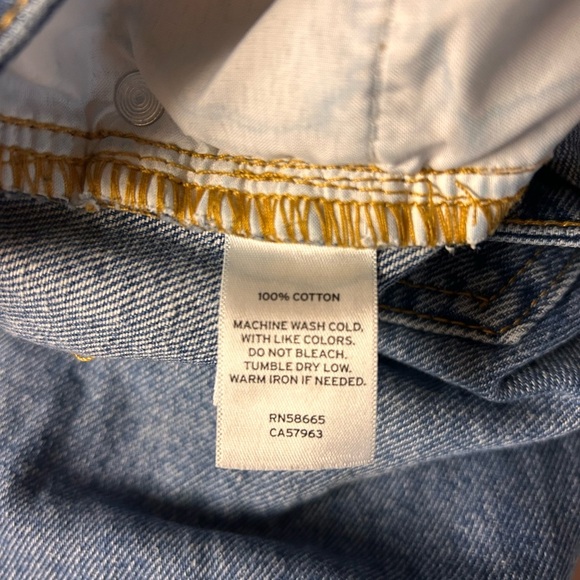 100% COTTON
MACHINE WASH COLD,
WITH LIKE COLORS.
DO NOT BLEACH.
TUMBLE DRY LOW.
WARM IRON IF NEEDED.
RN58665
CA57963